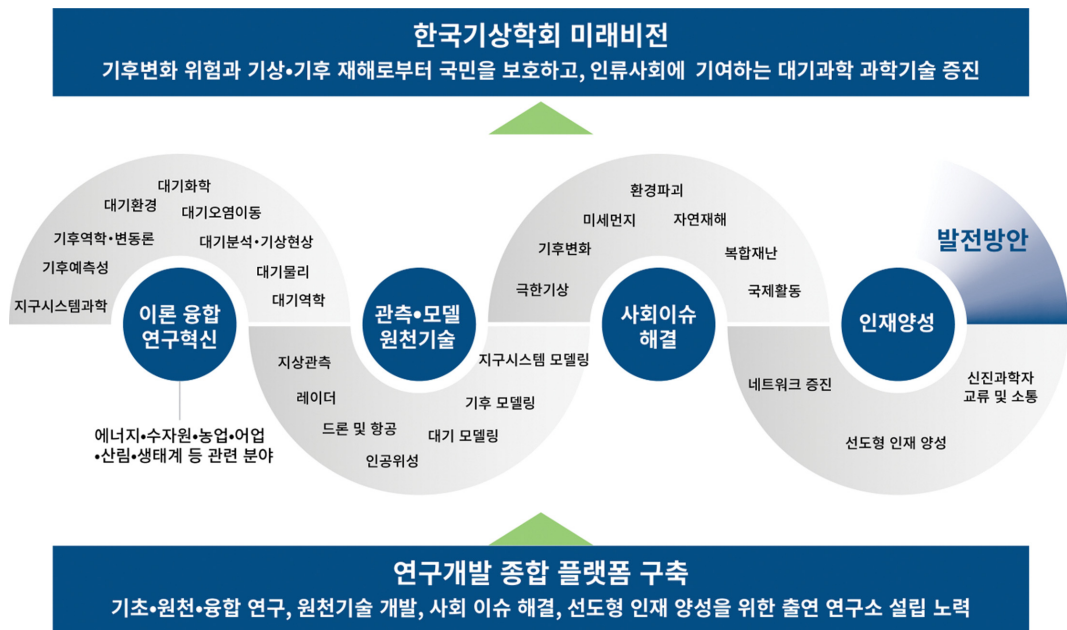 한국기상학회 미래비전
기후변화 위험과 기상•기후 재해로부터 국민을 보호하고, 인류사회에 기여하는 대기과학 과학기술 증진
대기화학
대기환경
대기오염이동
기후역학•변동론
대기분석•기상현상
기후예측성
대기물리
지구시스템과학
대기역학
이론 융합
연구혁신
에너지•수자원•농업•어업
•산림•생태계 등 관련 분야
관측•모델
원천기술
지상관측
레이더
드론 및 항공
인공위성
지구시스템 모델링
기후 모델링
대기 모델링
환경파괴
미세먼지
자연재해
기후변화
복합재난
극한기상
국제활동
사회이슈
해결
인재양성
네트워크 증진
선도형 인재 양성
신진과학자
교류 및 소통
발전방안
연구개발 종합 플랫폼 구축
기초•원천•융합 연구, 원천기술 개발, 사회 이슈 해결, 선도형 인재 양성을 위한 출연 연구소 설립 노력